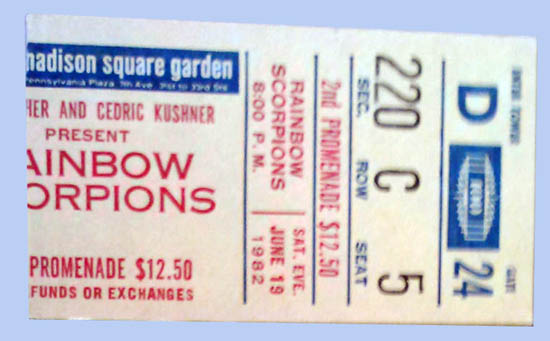 madison square garden
Pennsylvania Plaza 7th Ave. 31st to 33rd Sts
HER AND CEDRIC KUSHNER
PRESENT
AINBOW
ORPIONS
PROMENADE $12.50
FUNDS OR EXCHANGES
RAINBOW
SCORPIONS
8:00 P.M.
SAT. EVE.
JUNE 19
1982
2nd PROMENADE $12.50
220 C 5
SEC. ROW SEAT
ENTER TOWER
D
GATE
24